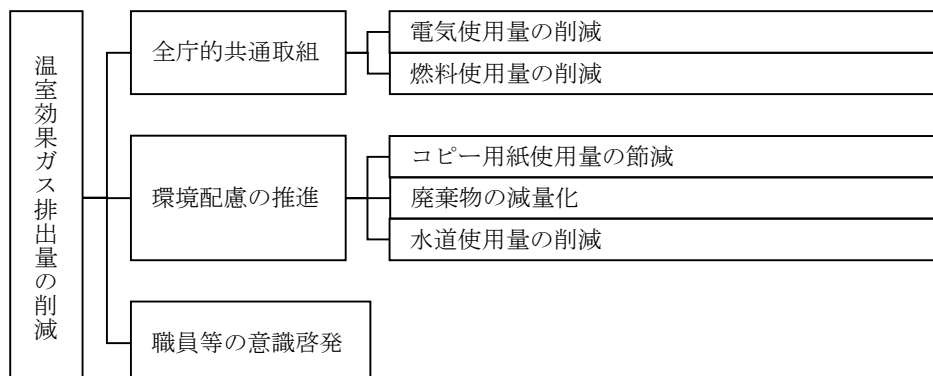 温室効果ガス排出量の削減
全庁的共通取組
電気使用量の削減
燃料使用量の削減
環境配慮の推進
コピー用紙使用量の節減
廃棄物の減量化
水道使用量の削減
職員等の意識啓発